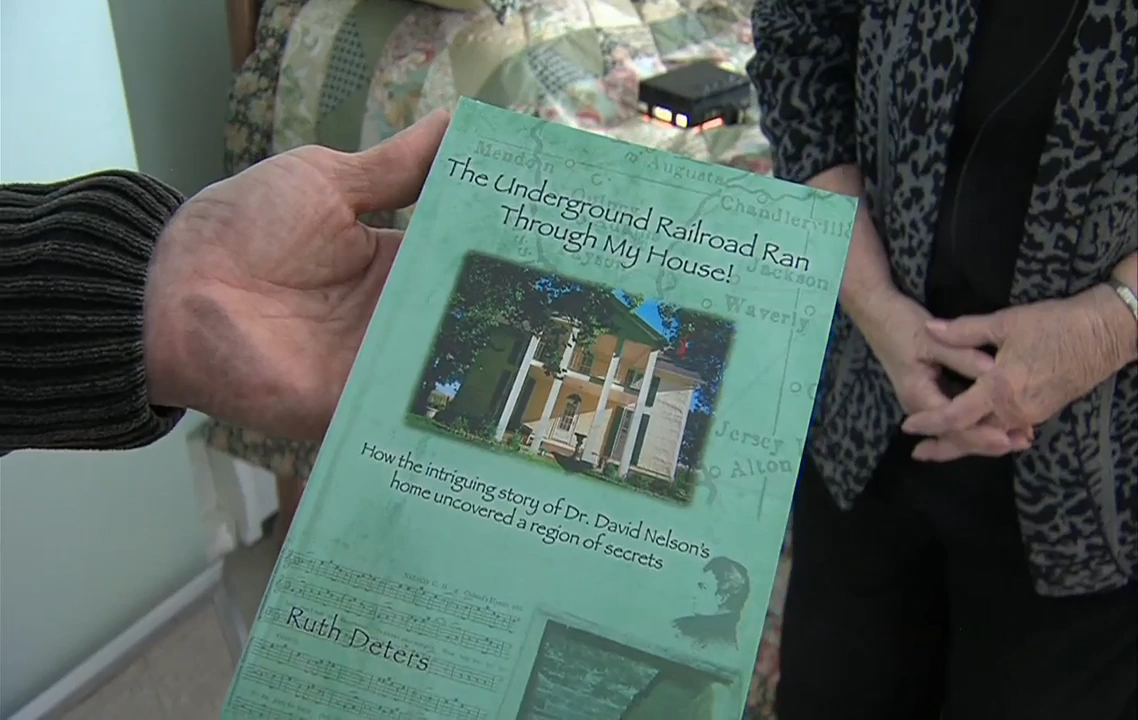 Mendon
Augusta
Chandlerville
The Underground Railroad Ran
Through My House!
Jackson
Waverly
Jersey
Alton
How the intriguing story of Dr. David Nelson's
home uncovered a region of secrets
Ruth Deters